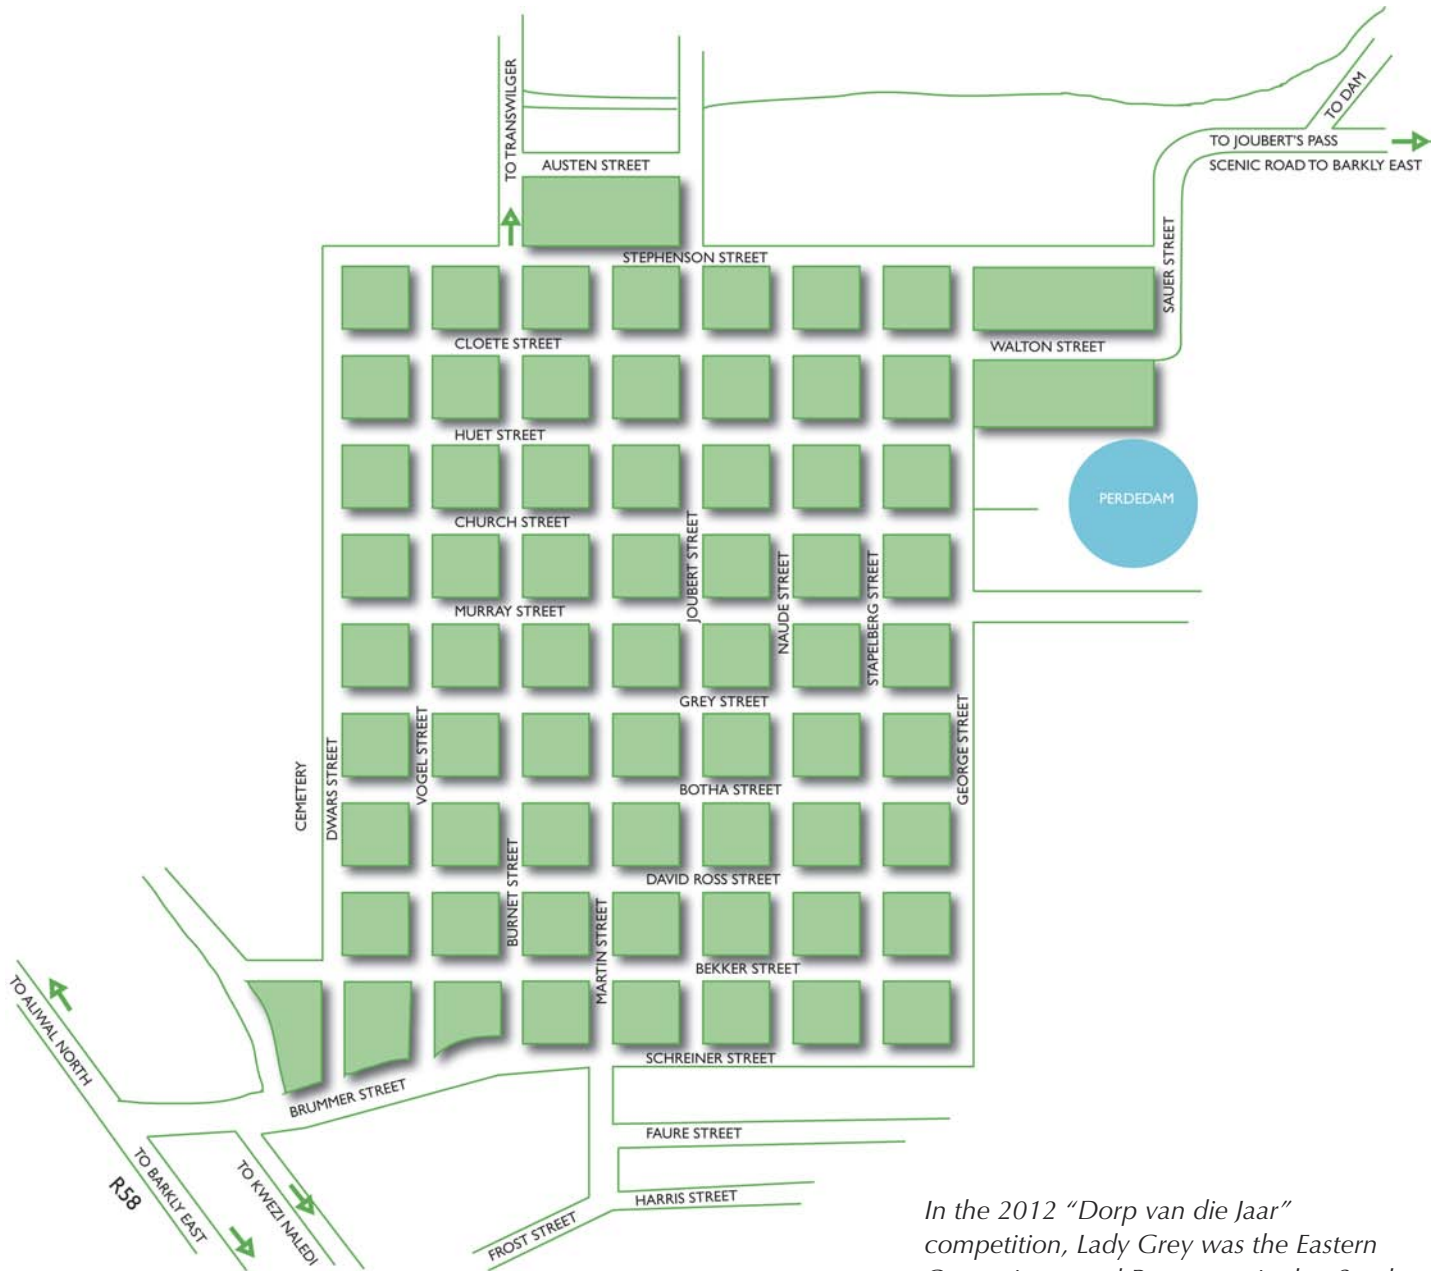 TO TRANSWILGER
TO DAM
TO JOUBERT'S PASS
SCENIC ROAD TO BARKLY EAST
AUSTEN STREET
SAUER STREET
STEPHENSON STREET
CLOETE STREET
WALTON STREET
HUET STREET
PERDEDAM
CHURCH STREET
JOUBERT STREET
NAUDE STREET
STAPELBERG STREET
MURRAY STREET
GREY STREET
GEORGE STREET
VOGEL STREET
DWARS STREET
CEMETERY
BOTHA STREET
BURNET STREET
DAVID ROSS STREET
MARTIN STREET
BEKKER STREET
TO ALIWAL NORTH
SCHREINER STREET
BRUMMER STREET
FAURE STREET
TO BARKLY EAST
R58
TO KWEZI NALEDI
HARRIS STREET
FROST STREET
In the 2012 “Dorp van die Jaar”
competition, Lady Grey was the Eastern